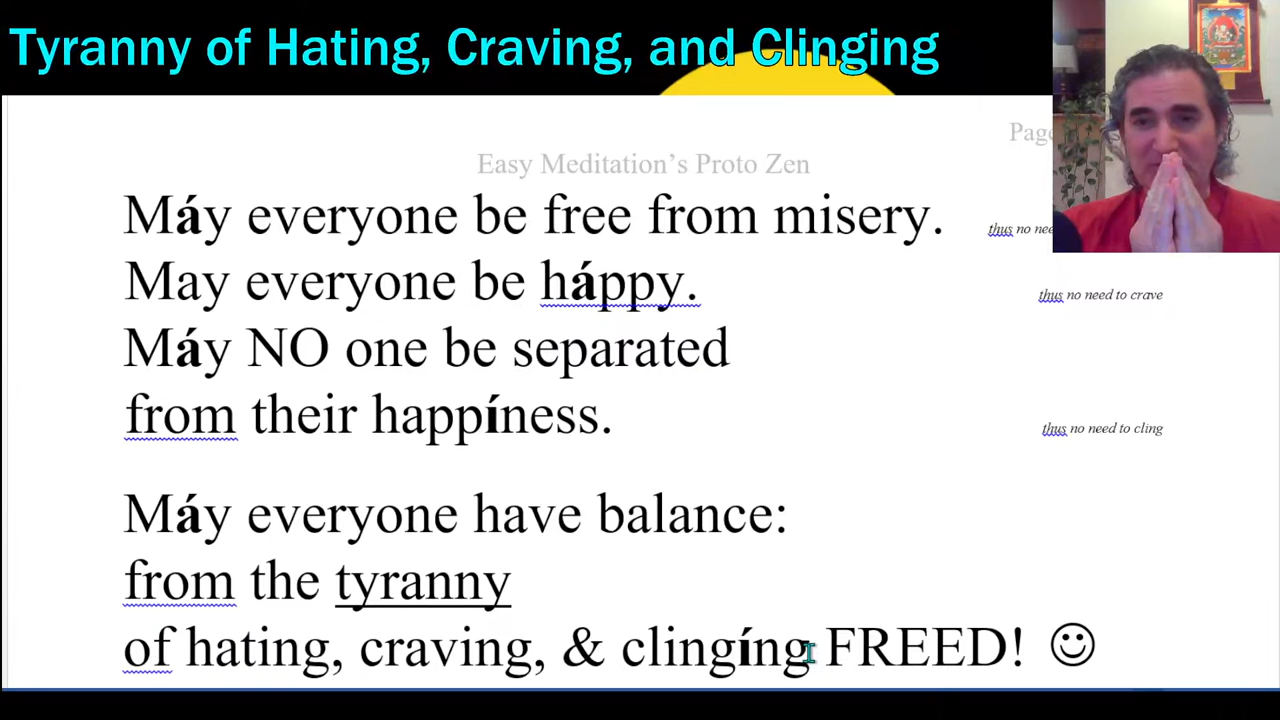 Tyranny of Hating, Craving, and Clinging
Easy Meditation's Proto Zen
Máy everyone be free from misery.
thus no
May everyone be háppy.
thus no need to crave
Máy NO one be separated
from their happíness.
thus no need to cling
Máy everyone have balance:
from the tyranny
of hating, craving, & clingíng FREED! ☺